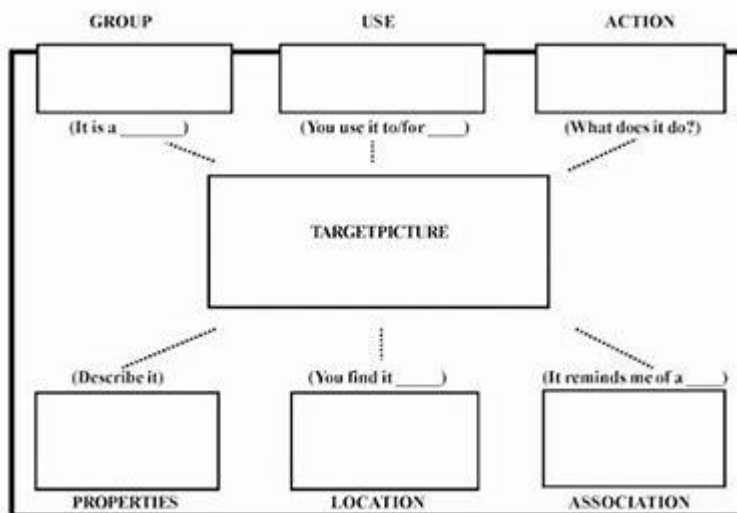 GROUP USE ACTION
(It is a _______) (You use it to/for ____) (What does it do?)
TARGETPICTURE
(Describe it) (You find it _____) (It reminds me of a ____)
PROPERTIES LOCATION ASSOCIATION